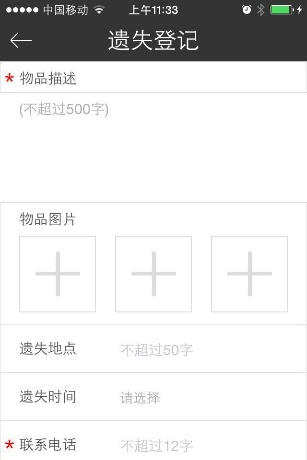 中国移动 上午11:33
遗失登记
* 物品描述
(不超过500字)
物品图片
遗失地点 不超过50字
遗失时间 请选择
* 联系电话 不超过12字